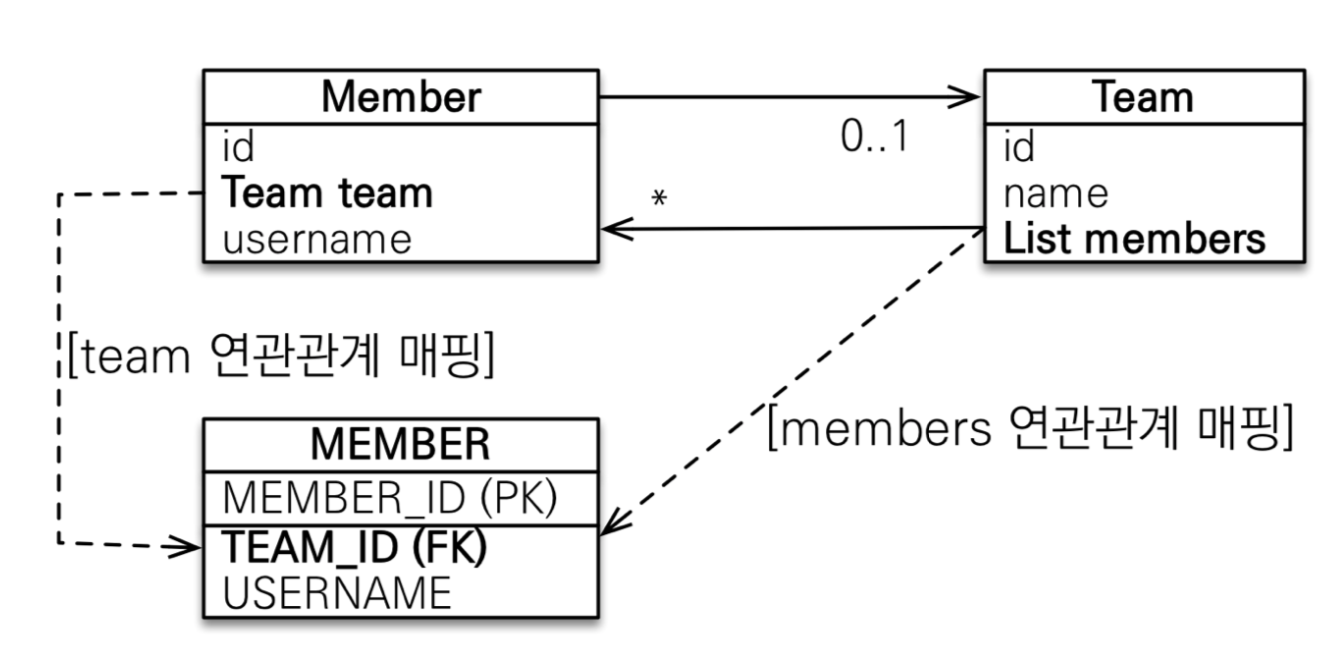 Member
id
Team team
username
0..1
*
Team
id
name
List members
[team 연관관계 매핑]
[members 연관관계 매핑]
MEMBER
MEMBER_ID (PK)
TEAM_ID (FK)
USERNAME